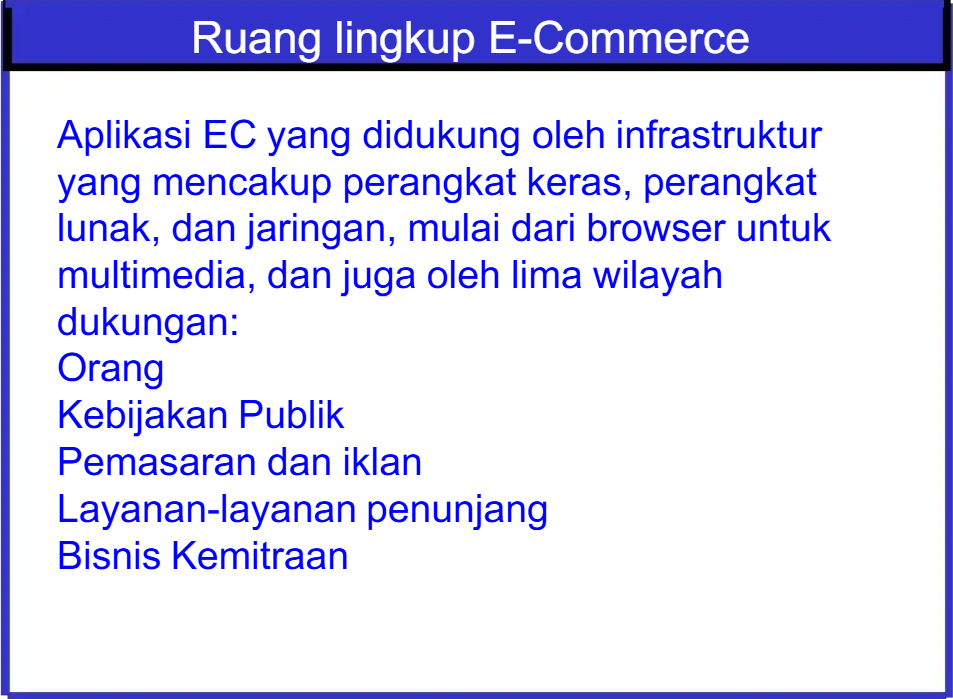 Ruang lingkup E-Commerce
Aplikasi EC yang didukung oleh infrastruktur
yang mencakup perangkat keras, perangkat
lunak, dan jaringan, mulai dari browser untuk
multimedia, dan juga oleh lima wilayah
dukungan:
Orang
Kebijakan Publik
Pemasaran dan iklan
Layanan-layanan penunjang
Bisnis Kemitraan